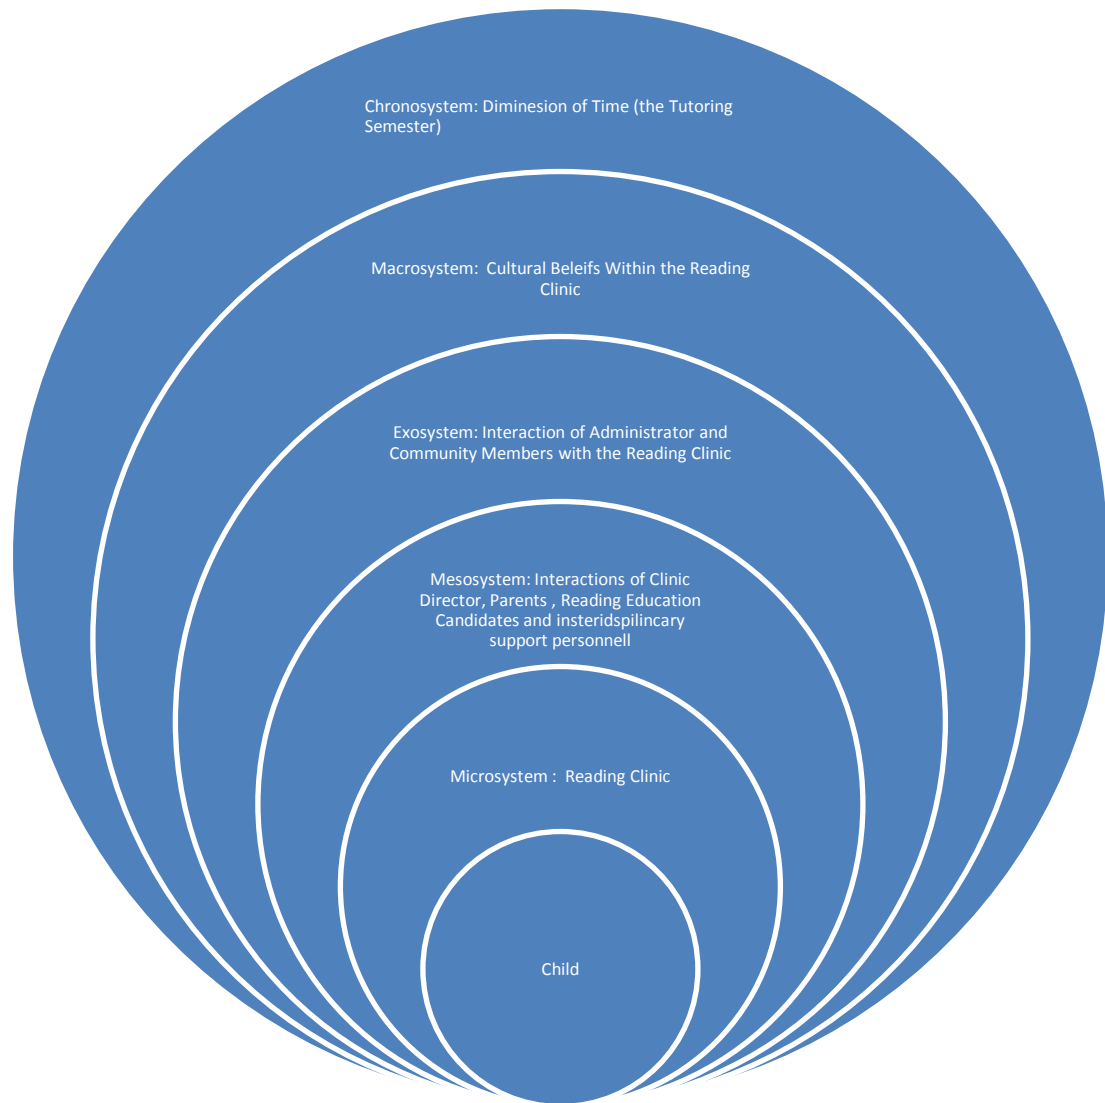 Chronosystem: Diminesion of Time (the Tutoring
Semester)
Macrosystem:  Cultural Beleifs Within the Reading
Clinic
Exosystem: Interaction of Administrator and
Community Members with the Reading Clinic
Mesosystem: Interactions of Clinic
Director, Parents , Reading Education
Candidates and insteridspilincary
support personnell
Microsystem :  Reading Clinic
Child